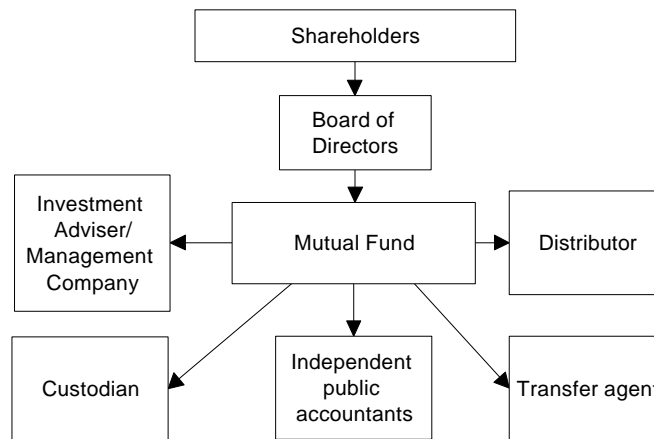 Shareholders
Board of
Directors
Investment
Adviser/
Management
Company
Mutual Fund
Distributor
Custodian
Independent
public
accountants
Transfer agent